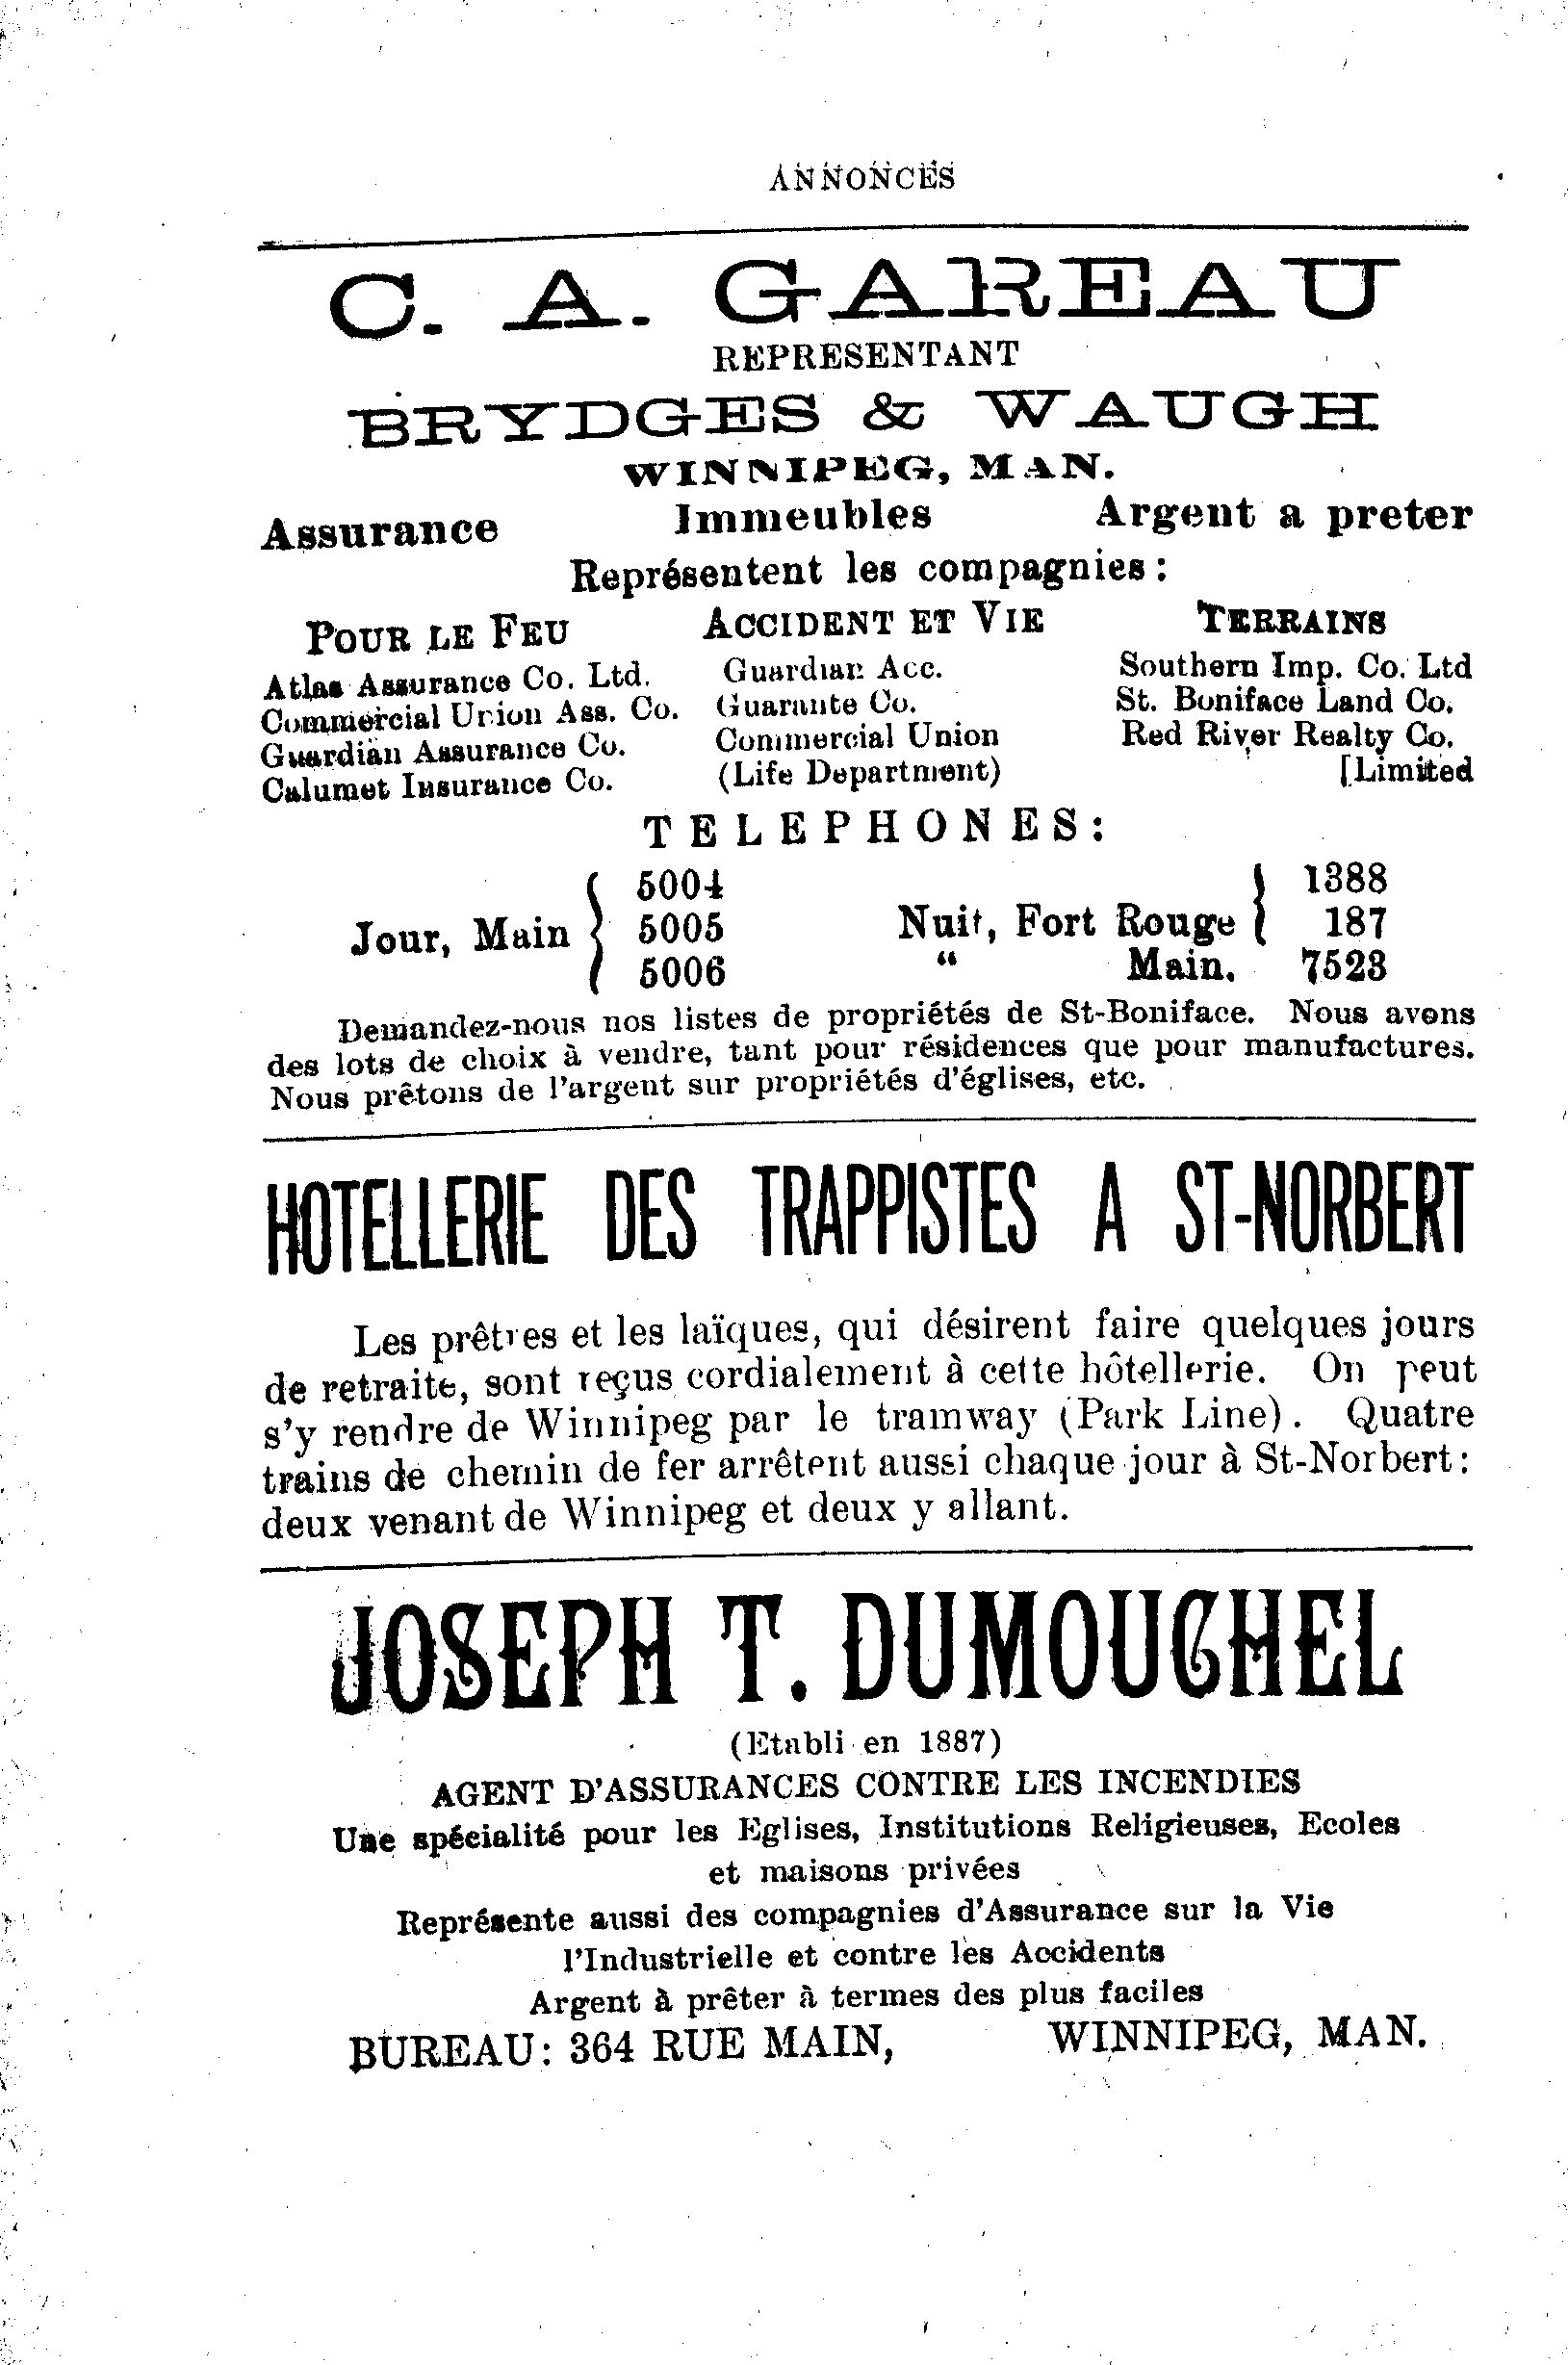 ANNONCES
C. A. GAREAU
REPRESENTANT
BRYDGES & WAUGH
WINNIPEG, MAN.
Assurance Immeubles Argent a preter
Représentent les compagnies:
POUR LE FEU ACCIDENT ET VIE TERRAINS
Atlas Assurance Co. Ltd. Guardian Acc. Southern Imp. Co. Ltd
Commercial Union Ass. Co. Guarante Co. St. Boniface Land Co.
Guardian Assurance Co. Commercial Union Red River Realty Co.
Calumet Insurance Co. (Life Department) [Limited
TELEPHONES:
5004 1388
Jour, Main 5005 Nuit, Fort Rouge 187
5006 “ Main. 7523
Demandez-nous nos listes de propriétés de St-Boniface. Nous avons
des lots de choix à vendre, tant pour résidences que pour manufactures.
Nous prêtons de l'argent sur propriétés d'églises, etc.
HOTELLERIE DES TRAPPISTES A ST-NORBERT
Les prêtres et les laïques, qui désirent faire quelques jours
de retraite, sont reçus cordialement à cette hôtellerie. On peut
s'y rendre de Winnipeg par le tramway (Park Line). Quatre
trains de chemin de fer arrêtent aussi chaque jour à St-Norbert:
deux venant de Winnipeg et deux y allant.
JOSEPH T. DUMOUCHEL
(Etabli en 1887)
AGENT D'ASSURANCES CONTRE LES INCENDIES
Une spécialité pour les Eglises, Institutions Religieuses, Ecoles
et maisons privées
Représente aussi des compagnies d'Assurance sur la Vie
l'Industrielle et contre les Accidents
Argent à prêter à termes des plus faciles
BUREAU: 364 RUE MAIN, WINNIPEG, MAN.